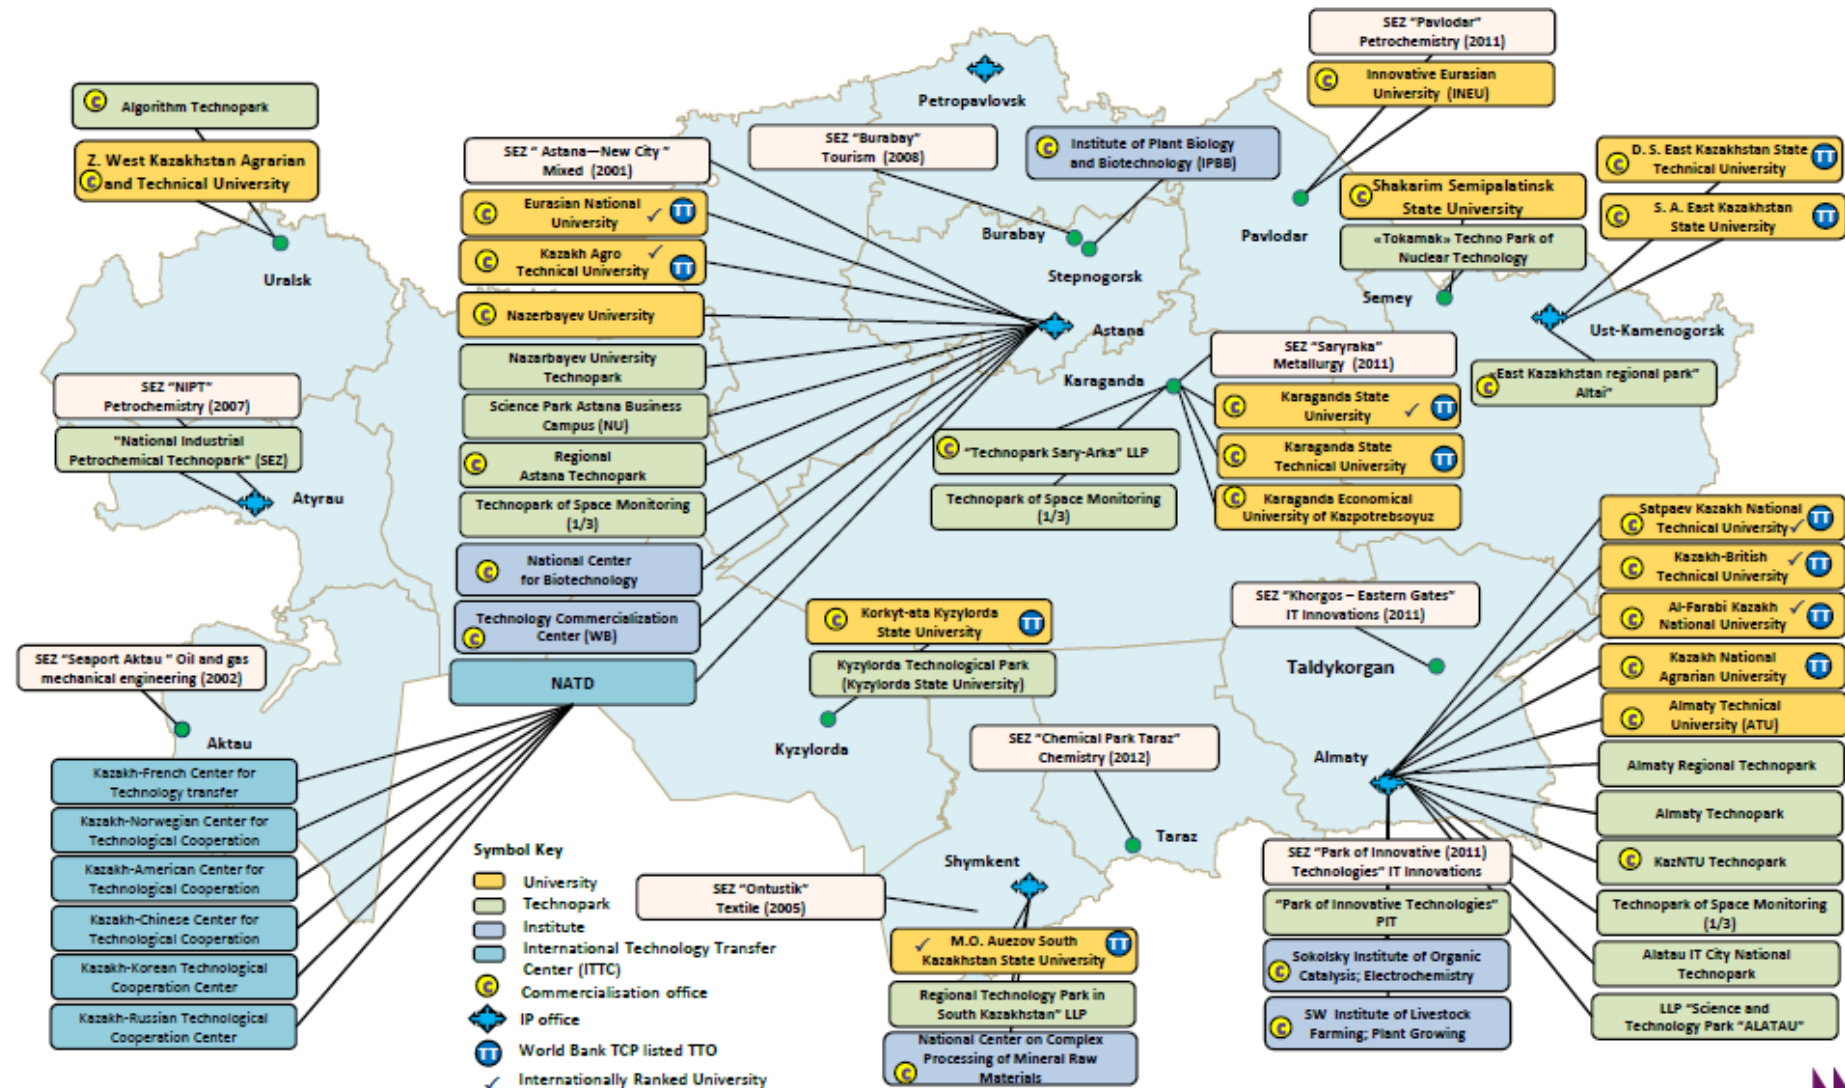 SEZ "Pavlodar"
Petrochemistry (2011)
Innovative Eurasian
University (INEU)
Petropavlovsk
Algorithm Technopark
Z. West Kazakhstan Agrarian
and Technical University
Uralsk
SEZ " Astana—New City "
Mixed (2001)
Eurasian National
University
TT
Kazakh Agro
Technical University
TT
Nazerbayev University
Nazarbayev University
Technopark
Science Park Astana Business
Campus (NU)
Regional
Astana Technopark
Technopark of Space Monitoring
(1/3)
National Center
for Biotechnology
Technology Commercialization
Center (WB)
NATD
SEZ "Burabay"
Tourism (2008)
Institute of Plant Biology
and Biotechnology (IPBB)
Burabay
Stepnogorsk
Astana
Pavlodar
Shakarim Semipalatinsk
State University
«Tokamak» Techno Park of
Nuclear Technology
Semey
D. S. East Kazakhstan State
Technical University
TT
S. A. East Kazakhstan
State University
TT
Ust-Kamenogorsk
«East Kazakhstan regional park"
Altai"
Karaganda
SEZ "Saryraka"
Metallurgy (2011)
Karaganda State
University
TT
Karaganda State
Technical University
TT
Karaganda Economical
University of Kazpotrebsoyuz
"Technopark Sary-Arka" LLP
Technopark of Space Monitoring
(1/3)
SEZ "NIPT"
Petrochemistry (2007)
"National Industrial
Petrochemical Technopark" (SEZ)
Atyrau
SEZ "Seaport Aktau " Oil and gas
mechanical engineering (2002)
Aktau
Kazakh-French Center for
Technology transfer
Kazakh-Norwegian Center for
Technological Cooperation
Kazakh-American Center for
Technological Cooperation
Kazakh-Chinese Center for
Technological Cooperation
Kazakh-Korean Technological
Cooperation Center
Kazakh-Russian Technological
Cooperation Center
Korkyt-ata Kyzylorda
State University
TT
Kyzylorda Technological Park
(Kyzylorda State University)
Kyzylorda
SEZ "Khorgos – Eastern Gates"
IT Innovations (2011)
Taldykorgan
SEZ "Chemical Park Taraz"
Chemistry (2012)
Taraz
Almaty
Satpaev Kazakh National
Technical University
TT
Kazakh-British
Technical University
TT
Al-Farabi Kazakh
National University
TT
Kazakh National
Agrarian University
TT
Almaty Technical
University (ATU)
Almaty Regional Technopark
Almaty Technopark
KazNTU Technopark
Technopark of Space Monitoring
(1/3)
Alatau IT City National
Technopark
LLP "Science and
Technology Park "ALATAU"
SEZ "Park of Innovative (2011)
Technologies" IT Innovations
"Park of Innovative Technologies"
PIT
Sokolsky Institute of Organic
Catalysis; Electrochemistry
SW Institute of Livestock
Farming; Plant Growing
Shymkent
SEZ "Ontustik"
Textile (2005)
M.O. Auezov South
Kazakhstan State University
TT
Regional Technology Park in
South Kazakhstan" LLP
National Center on Complex
Processing of Mineral Raw
Materials
Symbol Key
University
Technopark
Institute
International Technology Transfer
Center (ITTC)
C Commercialisation office
IP office
TT World Bank TCP listed TTO
✓ Internationally Ranked University